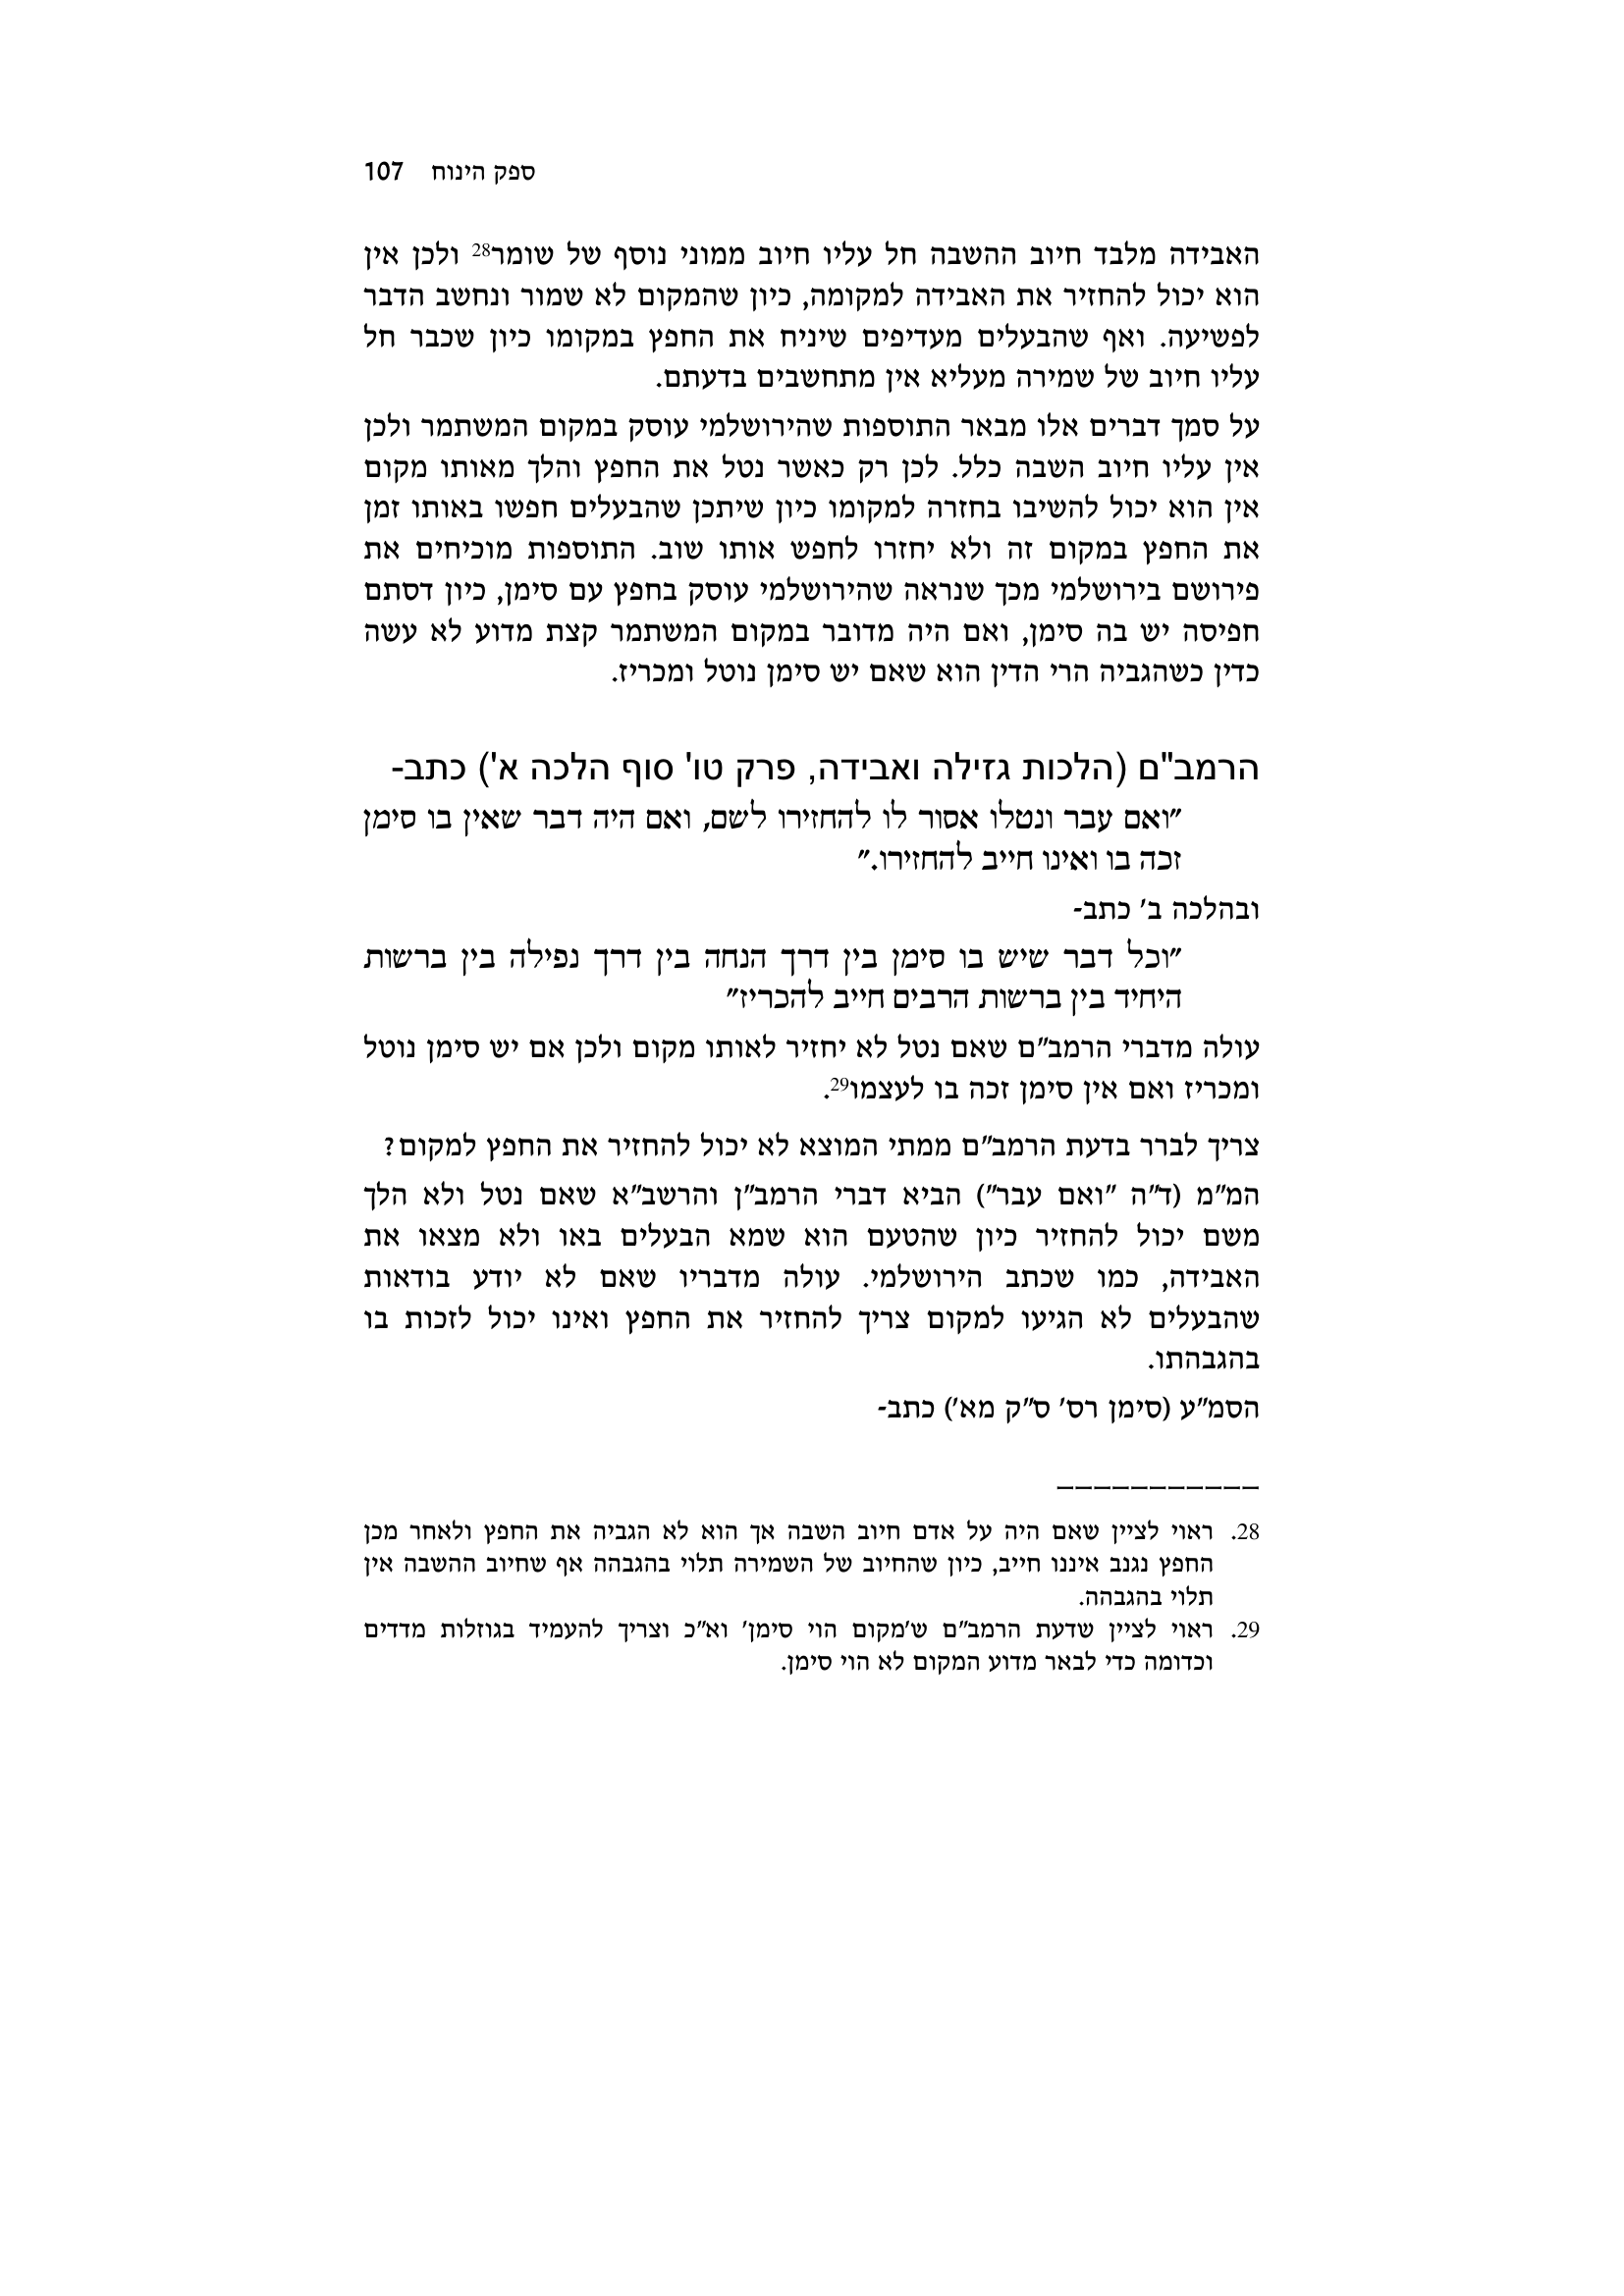 ספק הינוח 107
האבידה מלבד חיוב ההשבה חל עליו חיוב ממוני נוסף של שומר28 ולכן אין
הוא יכול להחזיר את האבידה למקומה, כיון שהמקום לא שמור ונחשב הדבר
לפשיעה. ואף שהבעלים מעדיפים שיניח את החפץ במקומו כיון שכבר חל
עליו חיוב של שמירה מעליא אין מתחשבים בדעתם.
על סמך דברים אלו מבאר התוספות שהירושלמי עוסק במקום המשתמר ולכן
אין עליו חיוב השבה כלל. לכן רק כאשר נטל את החפץ והלך מאותו מקום
אין הוא יכול להשיבו בחזרה למקומו כיון שיתכן שהבעלים חפשו באותו זמן
את החפץ במקום זה ולא יחזרו לחפש אותו שוב. התוספות מוכיחים את
פירושם בירושלמי מכך שנראה שהירושלמי עוסק בחפץ עם סימן, כיון דסתם
חפיסה יש בה סימן, ואם היה מדובר במקום המשתמר קצת מדוע לא עשה
כדין כשהגביה הרי הדין הוא שאם יש סימן נוטל ומכריז.
הרמב"ם (הלכות גזילה ואבידה, פרק טו' סוף הלכה א') כתב-
"ואם עבר ונטלו אסור לו להחזירו לשם, ואם היה דבר שאין בו סימן
זכה בו ואינו חייב להחזירו."
ובהלכה ב' כתב-
"וכל דבר שיש בו סימן בין דרך הנחה בין דרך נפילה בין ברשות
היחיד בין ברשות הרבים חייב להכריז"
עולה מדברי הרמב"ם שאם נטל לא יחזיר לאותו מקום ולכן אם יש סימן נוטל
ומכריז ואם אין סימן זכה בו לעצמו29.
צריך לברר בדעת הרמב"ם ממתי המוצא לא יכול להחזיר את החפץ למקום?
המ"מ (ד"ה "ואם עבר") הביא דברי הרמב"ן והרשב"א שאם נטל ולא הלך
משם יכול להחזיר כיון שהטעם הוא שמא הבעלים באו ולא מצאו את
האבידה, כמו שכתב הירושלמי. עולה מדבריו שאם לא יודע בודאות
שהבעלים לא הגיעו למקום צריך להחזיר את החפץ ואינו יכול לזכות בו
בהגבהתו.
הסמ"ע (סימן רס' ס"ק מא') כתב-
28. ראוי לציין שאם היה על אדם חיוב השבה אך הוא לא הגביה את החפץ ולאחר מכן
החפץ נגנב איננו חייב, כיון שהחיוב של השמירה תלוי בהגבהה אף שחיוב ההשבה אין
תלוי בהגבהה.
29. ראוי לציין שדעת הרמב"ם ש'מקום הוי סימן' וא"כ וצריך להעמיד בגוזלות מדדים
וכדומה כדי לבאר מדוע המקום לא הוי סימן.